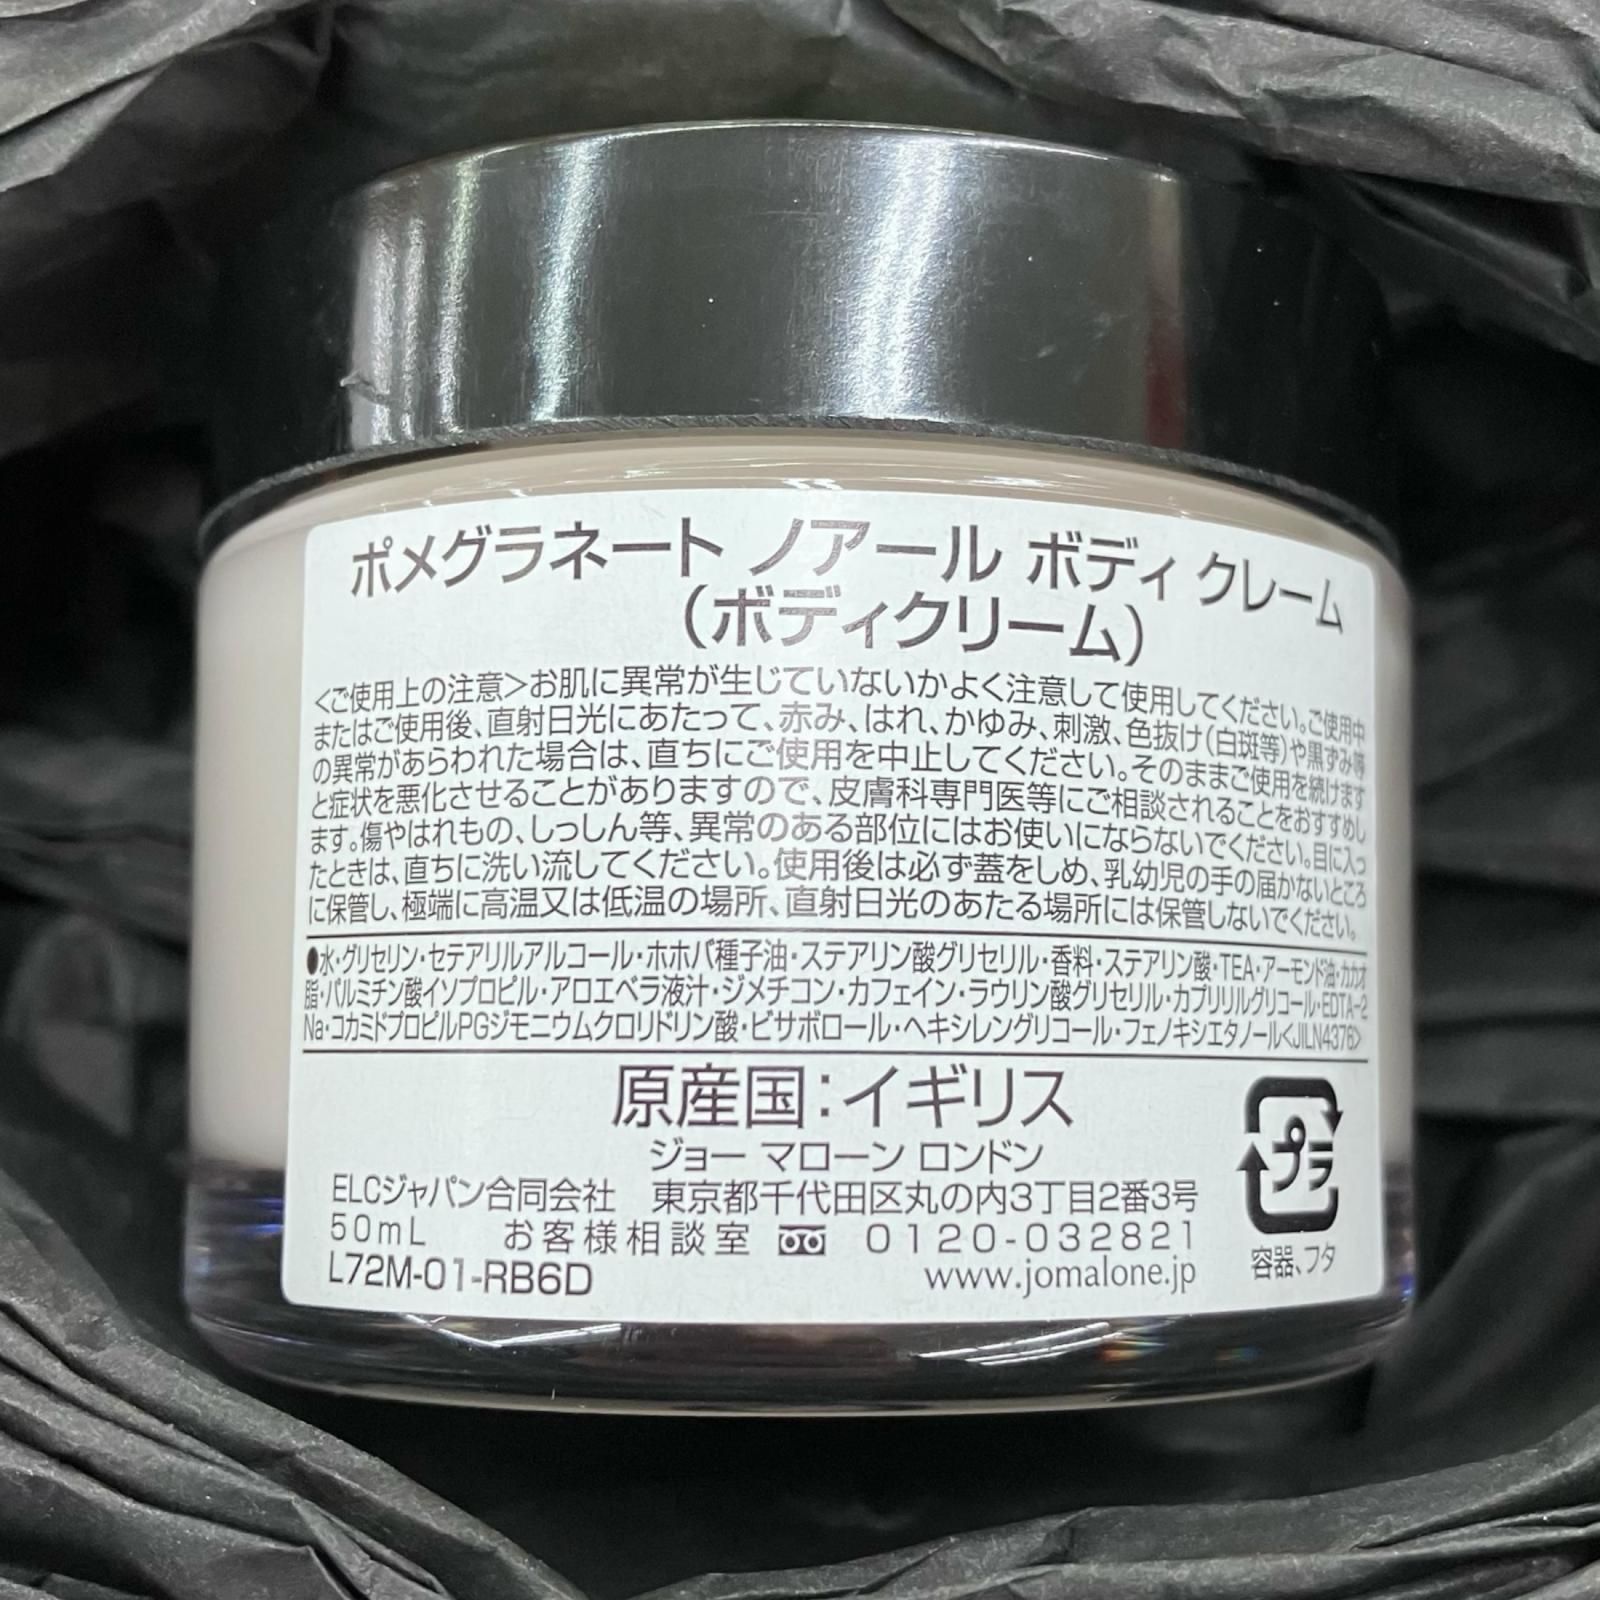 ポメグラネート ノアール ボディ クレーム
（ボディクリーム）
＜ご使用上の注意＞お肌に異常が生じていないかよく注意して使用してください。ご使用中
またはご使用後、直射日光にあたって、赤み、はれ、かゆみ、刺激、色抜け（白斑等）や黒ずみ等
の異常があらわれた場合は、直ちにご使用を中止してください。そのままご使用を続けます
と症状を悪化させることがありますので、皮膚科専門医等にご相談されることをおすすめし
ます。傷やはれもの、しっしん等、異常のある部位にはお使いにならないでください。目に入っ
たときは、直ちに洗い流してください。使用後は必ず蓋をしめ、乳幼児の手の届かないところ
に保管し、極端に高温又は低温の場所、直射日光のあたる場所には保管しないでください。
●水・グリセリン・セテアリルアルコール・ホホバ種子油・ステアリン酸グリセリル・香料・ステアリン酸・TEA・アーモンド油・カカオ
脂・パルミチン酸イソプロピル・アロエベラ液汁・ジメチコン・カフェイン・ラウリン酸グリセリル・カプリリルグリコール・EDTA-2
Na・コカミドプロピルPGジモニウムクロリドリン酸・ビサボロール・ヘキシレングリコール・フェノキシエタノール<JILN4376>
原産国：イギリス
ジョー マローン ロンドン
ELCジャパン合同会社 東京都千代田区丸の内3丁目2番3号
50mL お客様相談室 0120-032821
L72M-01-RB6D www.jomalone.jp
プラ
容器、フタ